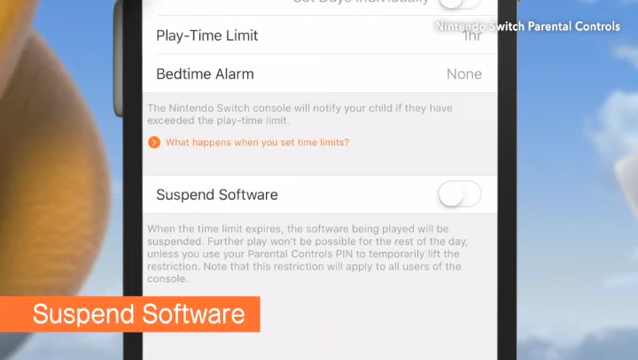 Set Days Individually
Nintendo Switch Parental Controls
Play-Time Limit 1hr
Bedtime Alarm None
The Nintendo Switch console will notify your child if they have
exceeded the play-time limit.
What happens when you set time limits?
Suspend Software
When the time limit expires, the software being played will be
suspended. Further play won't be possible for the rest of the day,
unless you use your Parental Controls PIN to temporarily lift the
restriction. Note that this restriction will apply to all users of the
console.
Suspend Software